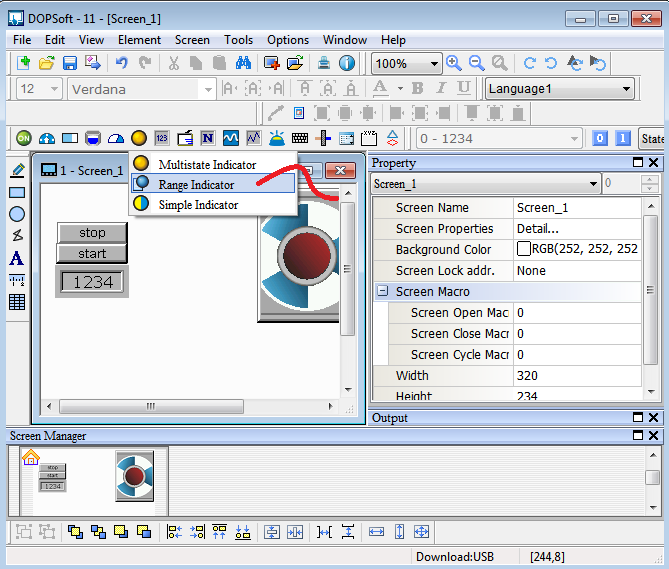 DOPSoft - 11 - [Screen_1]
File Edit View Element Screen Tools Options Window Help
100%
12 Verdana A A A A A A A B I U Language1
ON 123 N XYZ 0 - 1234 0 1 State
1 - Screen_1
Multistate Indicator
Range Indicator
Simple Indicator
stop
start
1234
Property
Screen_1 0
Screen Name Screen_1
Screen Properties Detail...
Background Color RGB(252, 252, 252
Screen Lock addr. None
Screen Macro
Screen Open Mac 0
Screen Close Macr 0
Screen Cycle Macr 0
Width 320
Height 234
Output
Screen Manager
stop
start
1234
Download:USB [244,8]